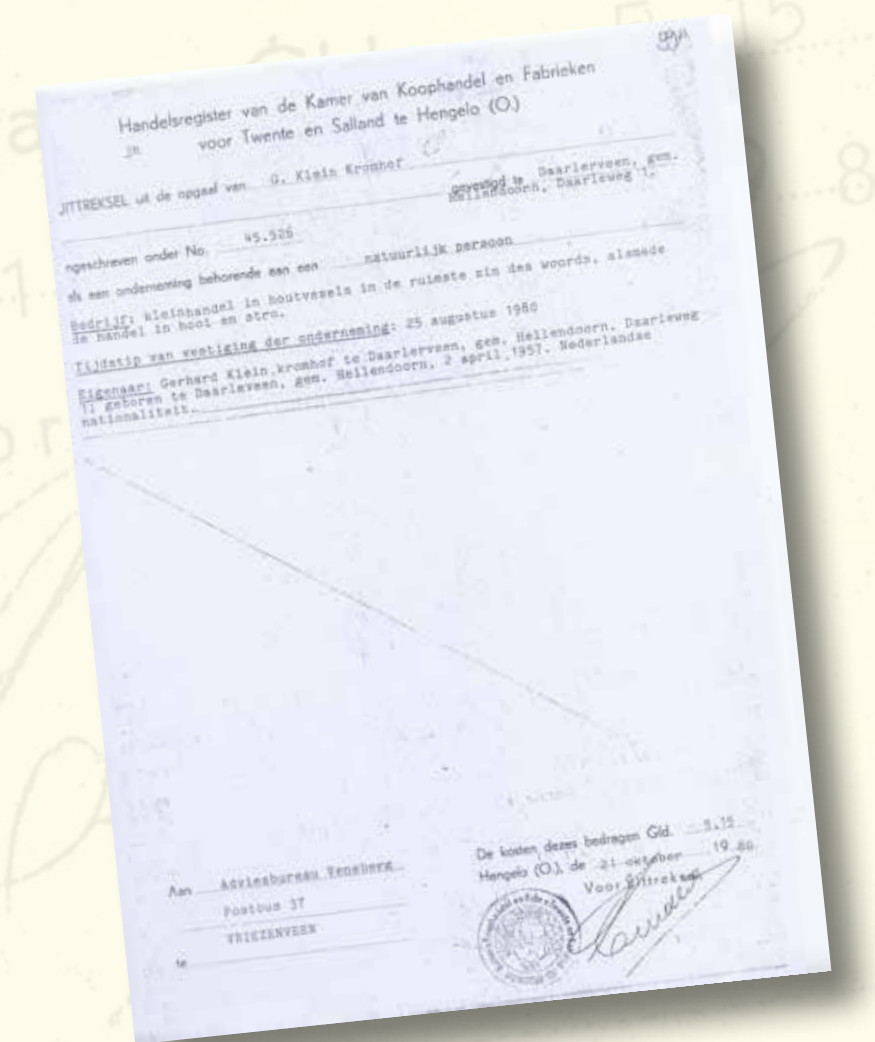 Handelsregister van de Kamer van Koophandel en Fabrieken
jm voor Twente en Salland te Hengelo (O.)
JITTREKSEL uit de opgaaf van G. Klein Kromhof
gevestigd te Daarlerveen, gem.
Hellendoorn, Daarleweg 1.
ngeschreven onder No. 45.526
als een onderneming behorende aan een natuurlijk persoon
Bedrijf: kleinhandel in houtvezels in de ruimste zin des woords, alsmede
de handel in hooi en stro.
Tijdstip van vestiging der onderneming: 25 augustus 1980
Eigenaar: Gerhard Klein kromhof te Daarlerveen, gem. Hellendoorn, Daarleweg
1; geboren te Daarleveen, gem. Hellendoorn, 2 april 1957. Nederlandse
nationaliteit.
De kosten dezes bedragen Gld. 5,15
Hengelo (O.), de 21 oktober 19 80
Voor Uittreksel
Aan Adviesbureau
Postbus 37
te VRIEZENVEEN